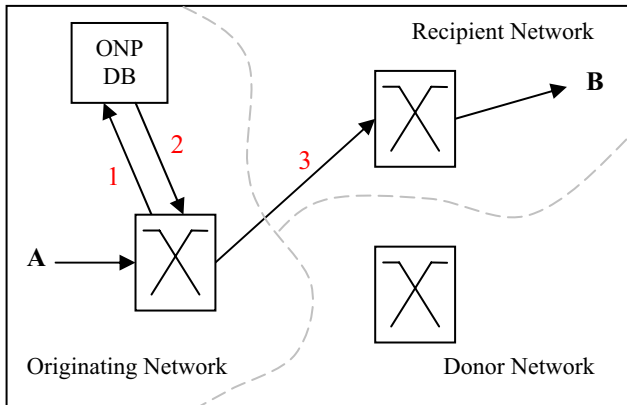 ONP
DB
Recipient Network
B
2
3
1
A
Originating Network
Donor Network